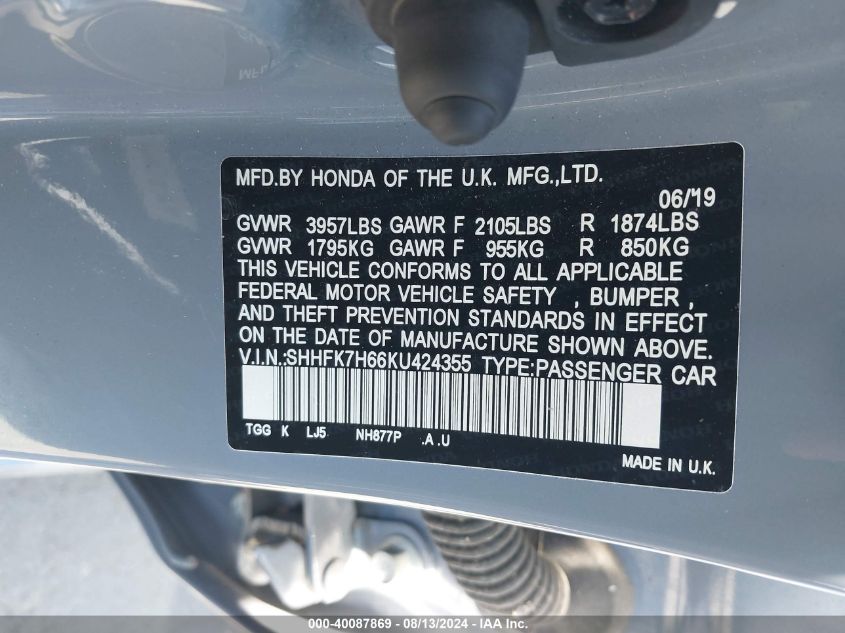 MFD.BY HONDA OF THE U.K. MFG.,LTD.
06/19
GVWR 3957LBS GAWR F 2105LBS R 1874LBS
GVWR 1795KG GAWR F 955KG R 850KG
THIS VEHICLE CONFORMS TO ALL APPLICABLE
FEDERAL MOTOR VEHICLE SAFETY , BUMPER ,
AND THEFT PREVENTION STANDARDS IN EFFECT
ON THE DATE OF MANUFACTURE SHOWN ABOVE.
V.I.N.:SHHFK7H66KU424355 TYPE:PASSENGER CAR
TGG K LJ5 NH877P .A .U
MADE IN U.K.
000-40087869 - 08/13/2024 - IAAI.com